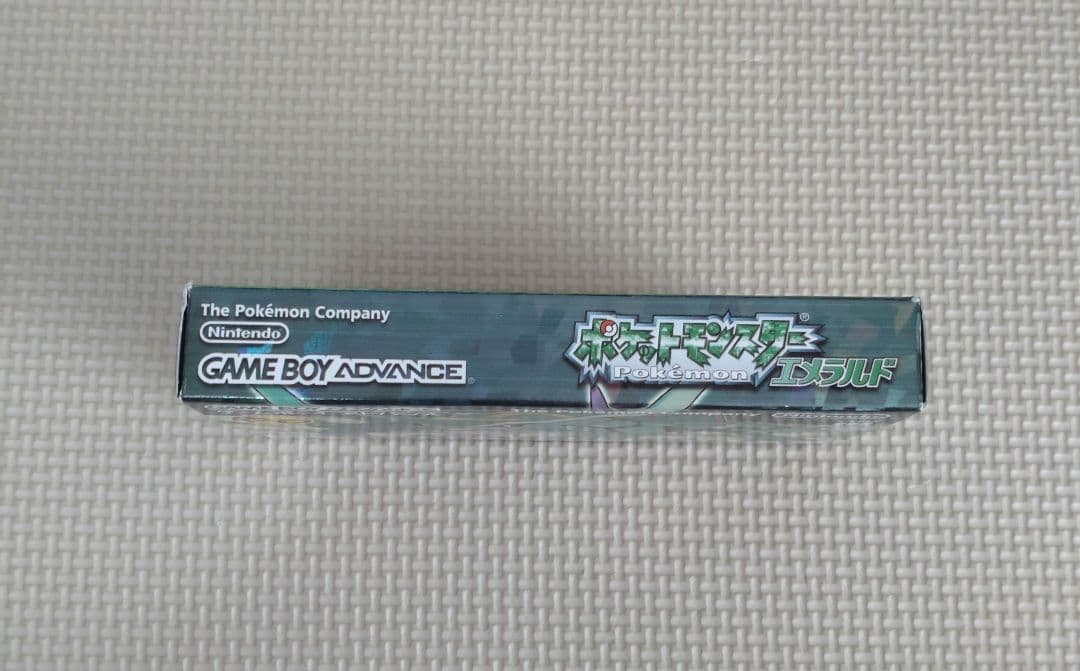 The Pokémon Company
Nintendo
GAME BOY ADVANCE
ポケットモンスター®
Pokémon
エメラルド